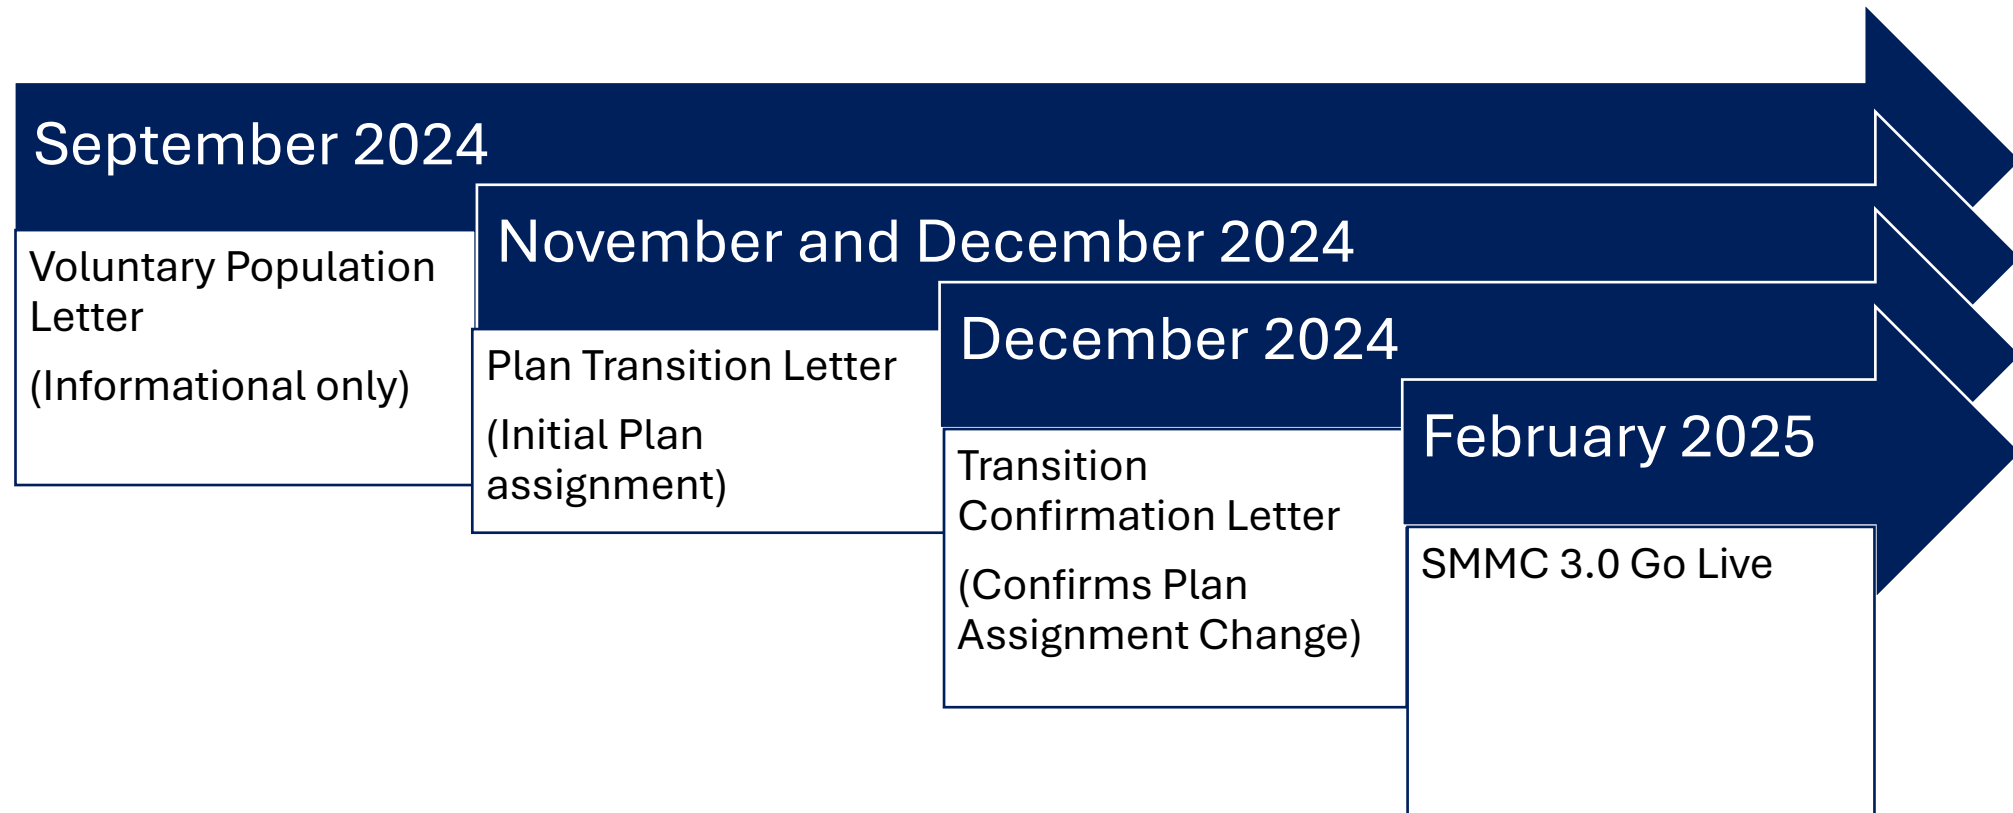 September 2024
Voluntary Population
Letter
(Informational only)
November and December 2024
Plan Transition Letter
(Initial Plan
assignment)
December 2024
Transition
Confirmation Letter
(Confirms Plan
Assignment Change)
February 2025
SMMC 3.0 Go Live